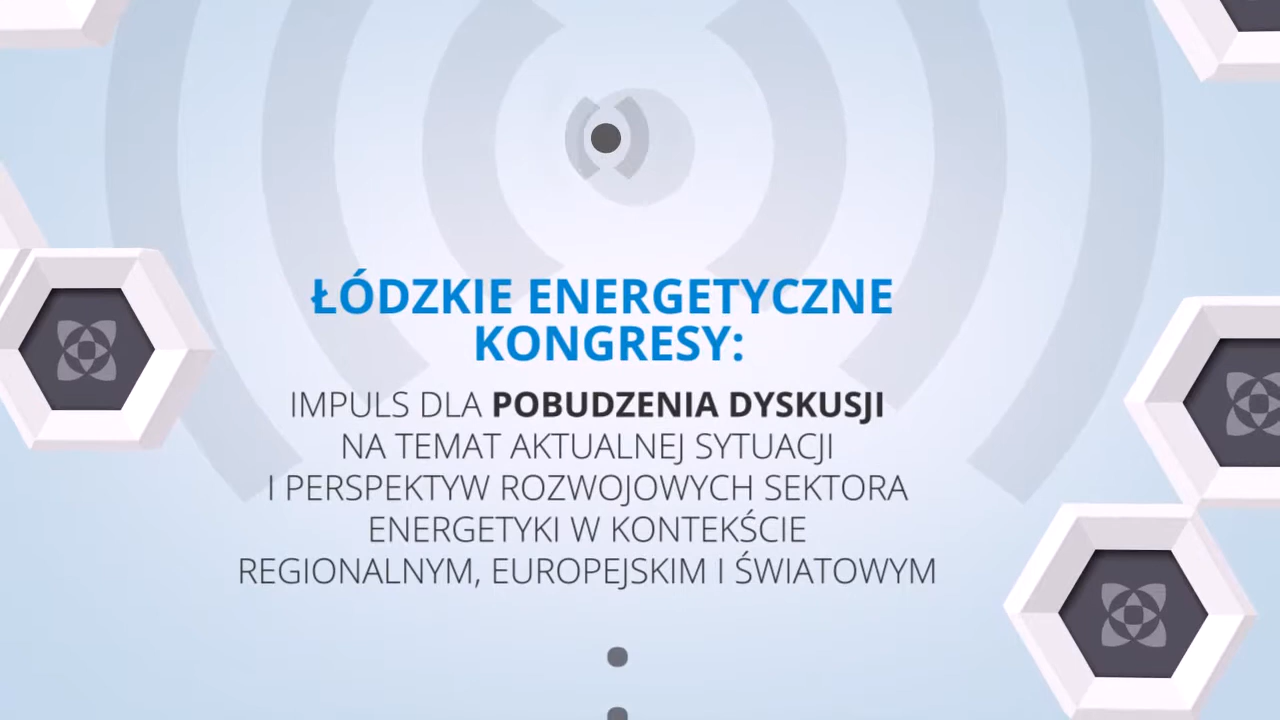 ŁÓDZKIE ENERGETYCZNE
KONGRESY:
IMPULS DLA POBUDZENIA DYSKUSJI
NA TEMAT AKTUALNEJ SYTUACJI
I PERSPEKTYW ROZWOJOWYCH SEKTORA
ENERGETYKI W KONTEKŚCIE
REGIONALNYM, EUROPEJSKIM I ŚWIATOWYM